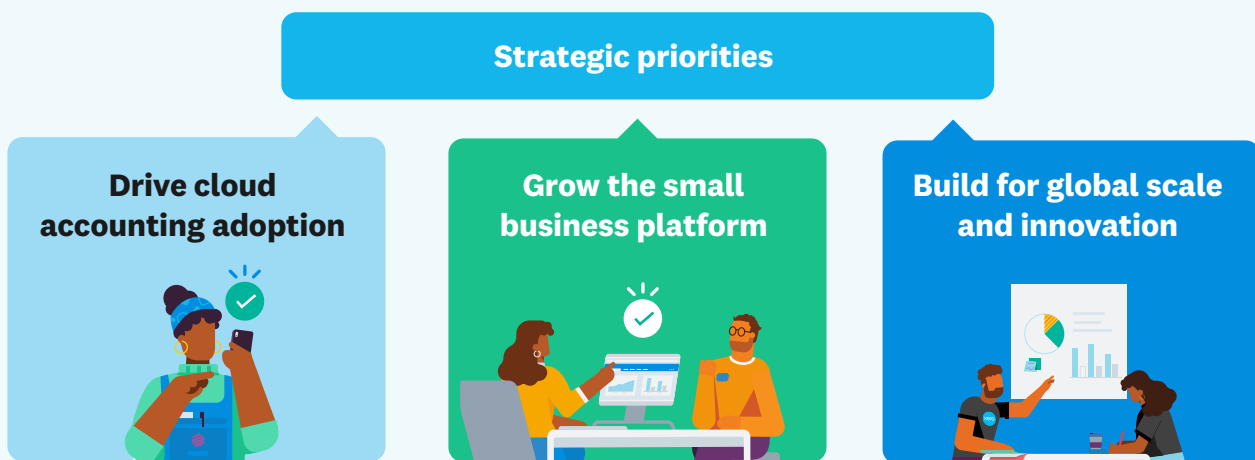 Strategic priorities
Drive cloud
accounting adoption
Grow the small
business platform
Build for global scale
and innovation